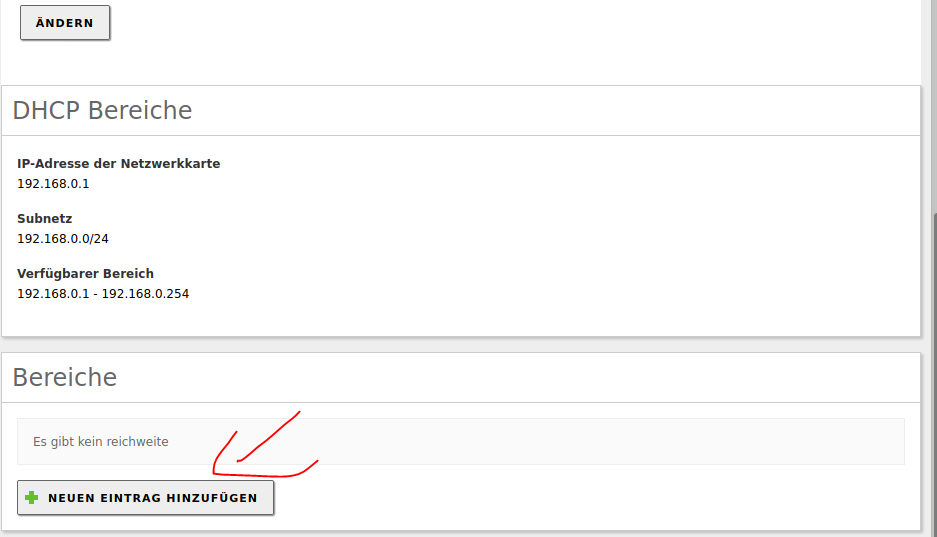 ÄNDERN
DHCP Bereiche
IP-Adresse der Netzwerkkarte
192.168.0.1
Subnetz
192.168.0.0/24
Verfügbarer Bereich
192.168.0.1 - 192.168.0.254
Bereiche
Es gibt kein reichweite
NEUEN EINTRAG HINZUFÜGEN